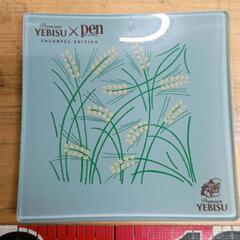 Premium
YEBISU × pen
COLORFUL EDITION
Premium
YEBISU